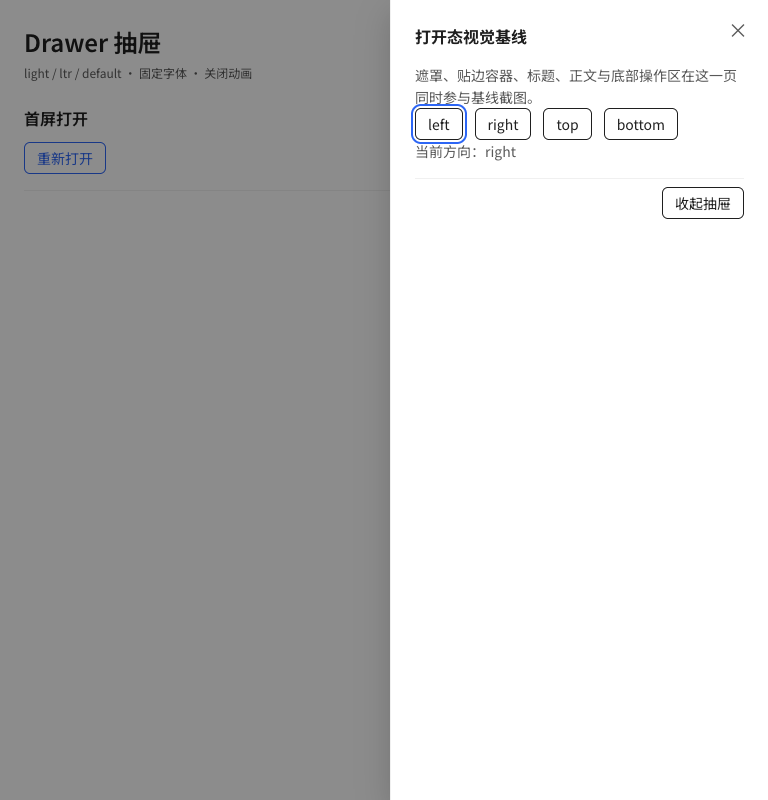 Drawer 抽屉
light / ltr / default · 固定字体 · 关闭动画
首屏打开
重新打开
打开态视觉基线
遮罩、贴边容器、标题、正文与底部操作区在这一页
同时参与基线截图。
left right top bottom
当前方向：right
收起抽屉